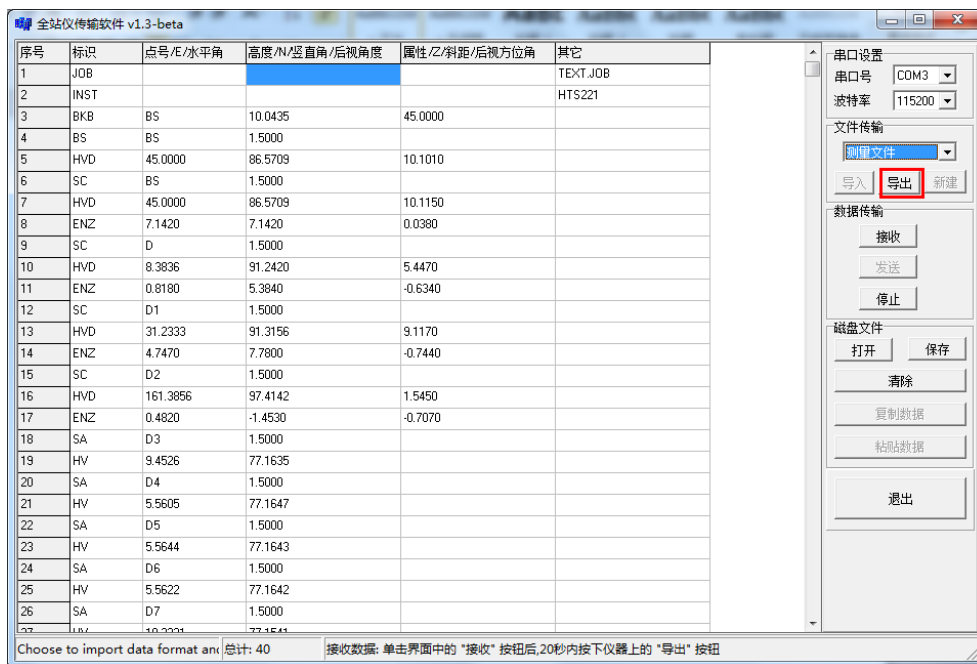 全站仪传输软件 v1.3-beta
序号 标识 点号/E/水平角 高度/N/竖直角/后视角度 属性/Z/斜距/后视方位角 其它
1 JOB TEXT.JOB
2 INST HTS221
3 BKB BS 10.0435 45.0000
4 BS BS 1.5000
5 HVD 45.0000 86.5709 10.1010
6 SC BS 1.5000
7 HVD 45.0000 86.5709 10.1150
8 ENZ 7.1420 7.1420 0.0380
9 SC D 1.5000
10 HVD 8.3836 91.2420 5.4470
11 ENZ 0.8180 5.3840 -0.6340
12 SC D1 1.5000
13 HVD 31.2333 91.3156 9.1170
14 ENZ 4.7470 7.7800 -0.7440
15 SC D2 1.5000
16 HVD 161.3856 97.4142 1.5450
17 ENZ 0.4820 -1.4530 -0.7070
18 SA D3 1.5000
19 HV 9.4526 77.1635
20 SA D4 1.5000
21 HV 5.5605 77.1647
22 SA D5 1.5000
23 HV 5.5644 77.1643
24 SA D6 1.5000
25 HV 5.5622 77.1642
26 SA D7 1.5000
串口设置
串口号 COM3
波特率 115200
文件传输
测量文件
导入 导出 新建
数据传输
接收
发送
停止
磁盘文件
打开 保存
清除
复制数据
粘贴数据
退出
Choose to import data format and 总计: 40 接收数据: 单击界面中的 "接收" 按钮后,20秒内按下仪器上的 "导出" 按钮